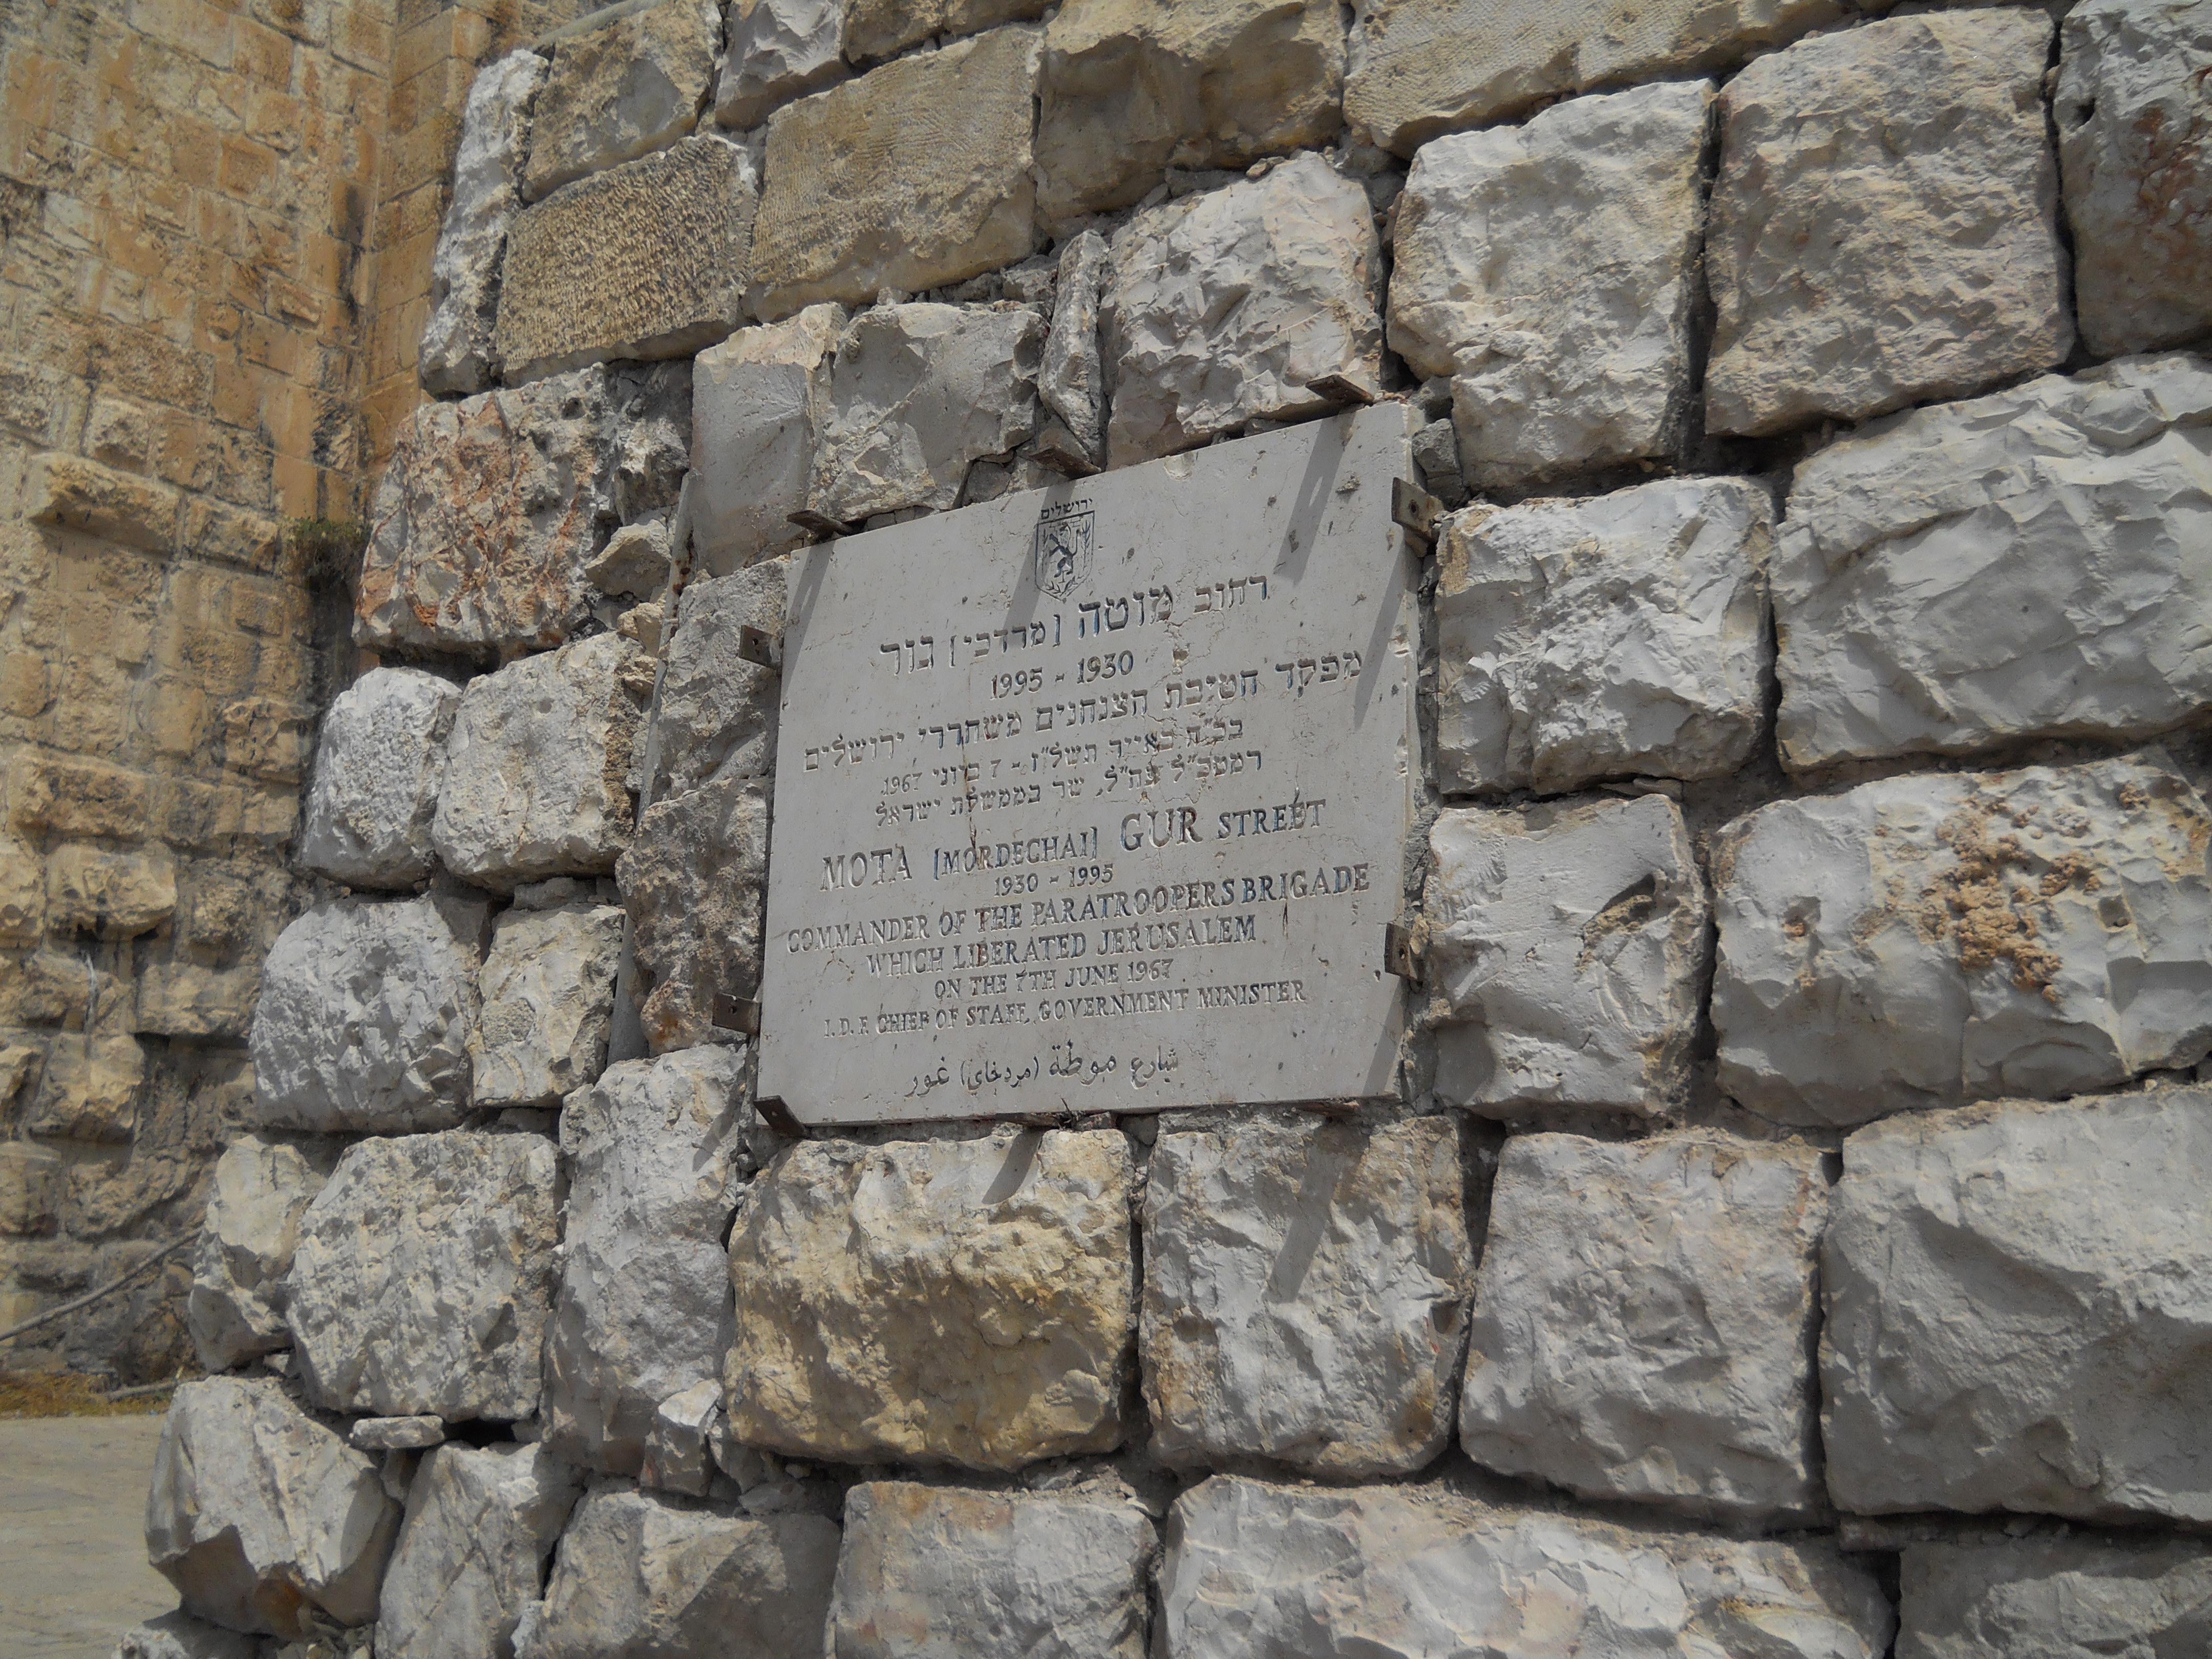 ירושלים
רחוב מוטה [מרדכי] גור
1930 - 1995
מפקד חטיבת הצנחנים משחררי ירושלים
בכ"ח באייר תשכ"ז - 7 ביוני 1967
רמטכ"ל צה"ל, שר בממשלת ישראל
MOTA [MORDECHAI] GUR STREET
1930 - 1995
COMMANDER OF THE PARATROOPERS BRIGADE
WHICH LIBERATED JERUSALEM
ON THE 7TH JUNE 1967
I.D.F. CHIEF OF STAFF, GOVERNMENT MINISTER
شارع موطة (مردخاي) غور